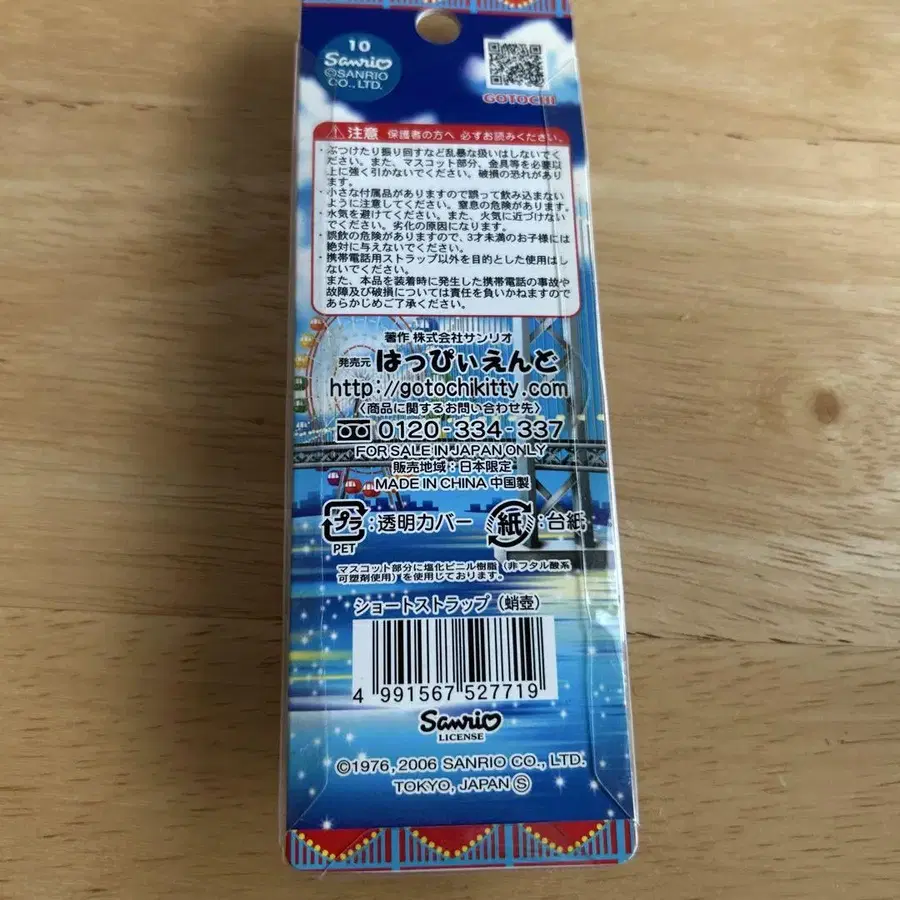 10
Sanrio
©SANRIO
CO., LTD.
GOTOCHI
⚠注意 保護者の方へ 必ずお読みください。
・ぶつけたり振り回すなど乱暴な扱いはしないでく
ださい。また、マスコット部分、金具等を必要以
上に強く引かないでください。破損の恐れがあり
ます。
・小さな付属品がありますので誤って飲み込まない
ように注意してください。窒息の危険があります。
・水気を避けてください。また、火気に近づけない
でください。劣化の原因になります。
・誤飲の危険がありますので、3才未満のお子様には
絶対に与えないでください。
・携帯電話用ストラップ以外を目的とした使用はし
ないでください。
また、本品を装着時に発生した携帯電話の事故や
故障及び破損については責任を負いかねますので
あらかじめご了承ください。
著作 株式会社サンリオ
発売元 はっぴぃえんど
http://gotochikitty.com
〈商品に関するお問い合わせ先〉
0120-334-337
FOR SALE IN JAPAN ONLY
販売地域：日本限定
MADE IN CHINA 中国製
プラ：透明カバー 紙：台紙
PET
マスコット部分に塩化ビニール樹脂（非フタル酸系
可塑剤使用）を使用しております。
ショートストラップ（蛸壺）
4 991567 527719
Sanrio
LICENSE
©1976, 2006 SANRIO CO., LTD.
TOKYO, JAPAN Ⓢ